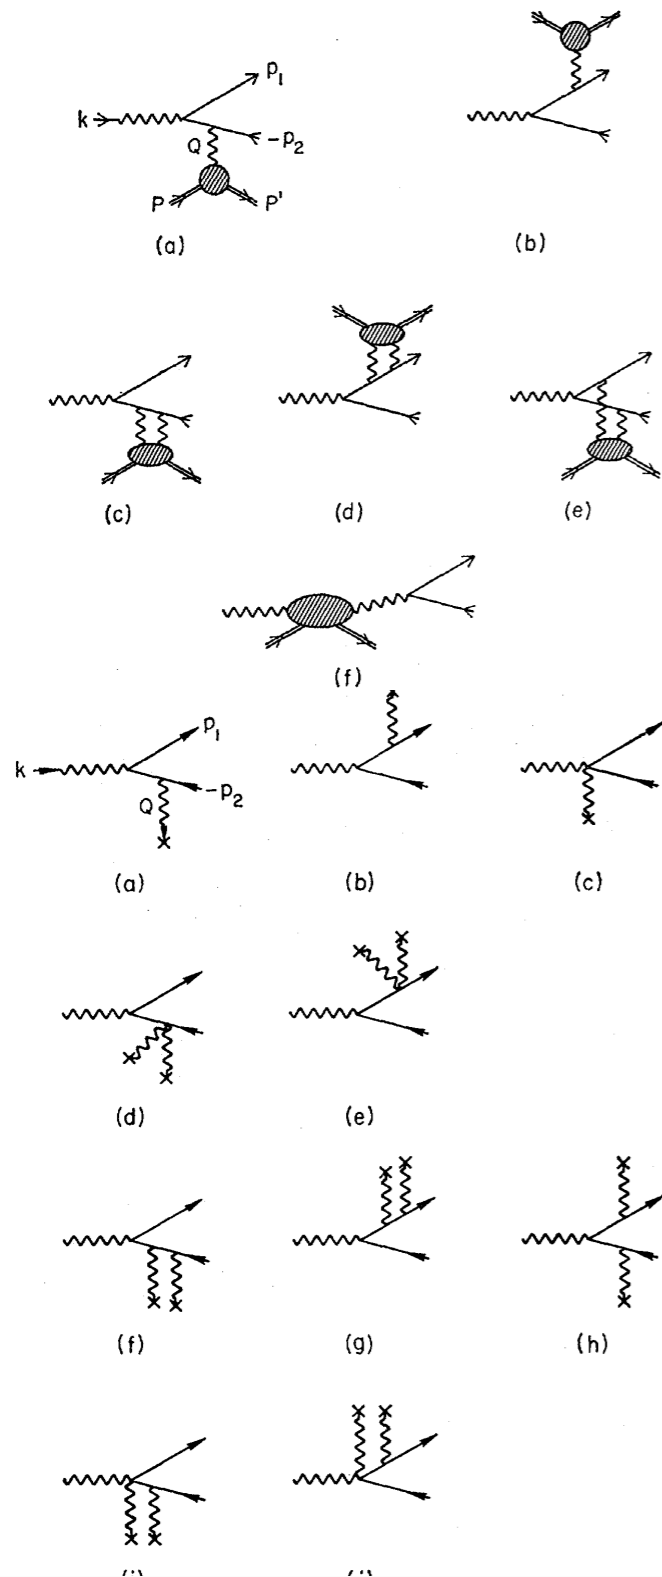 k p₁
Q -p₂
P P'
(a) (b)
(c) (d) (e)
(f)
k p₁
Q -p₂
(a) (b) (c)
(d) (e)
(f) (g) (h)